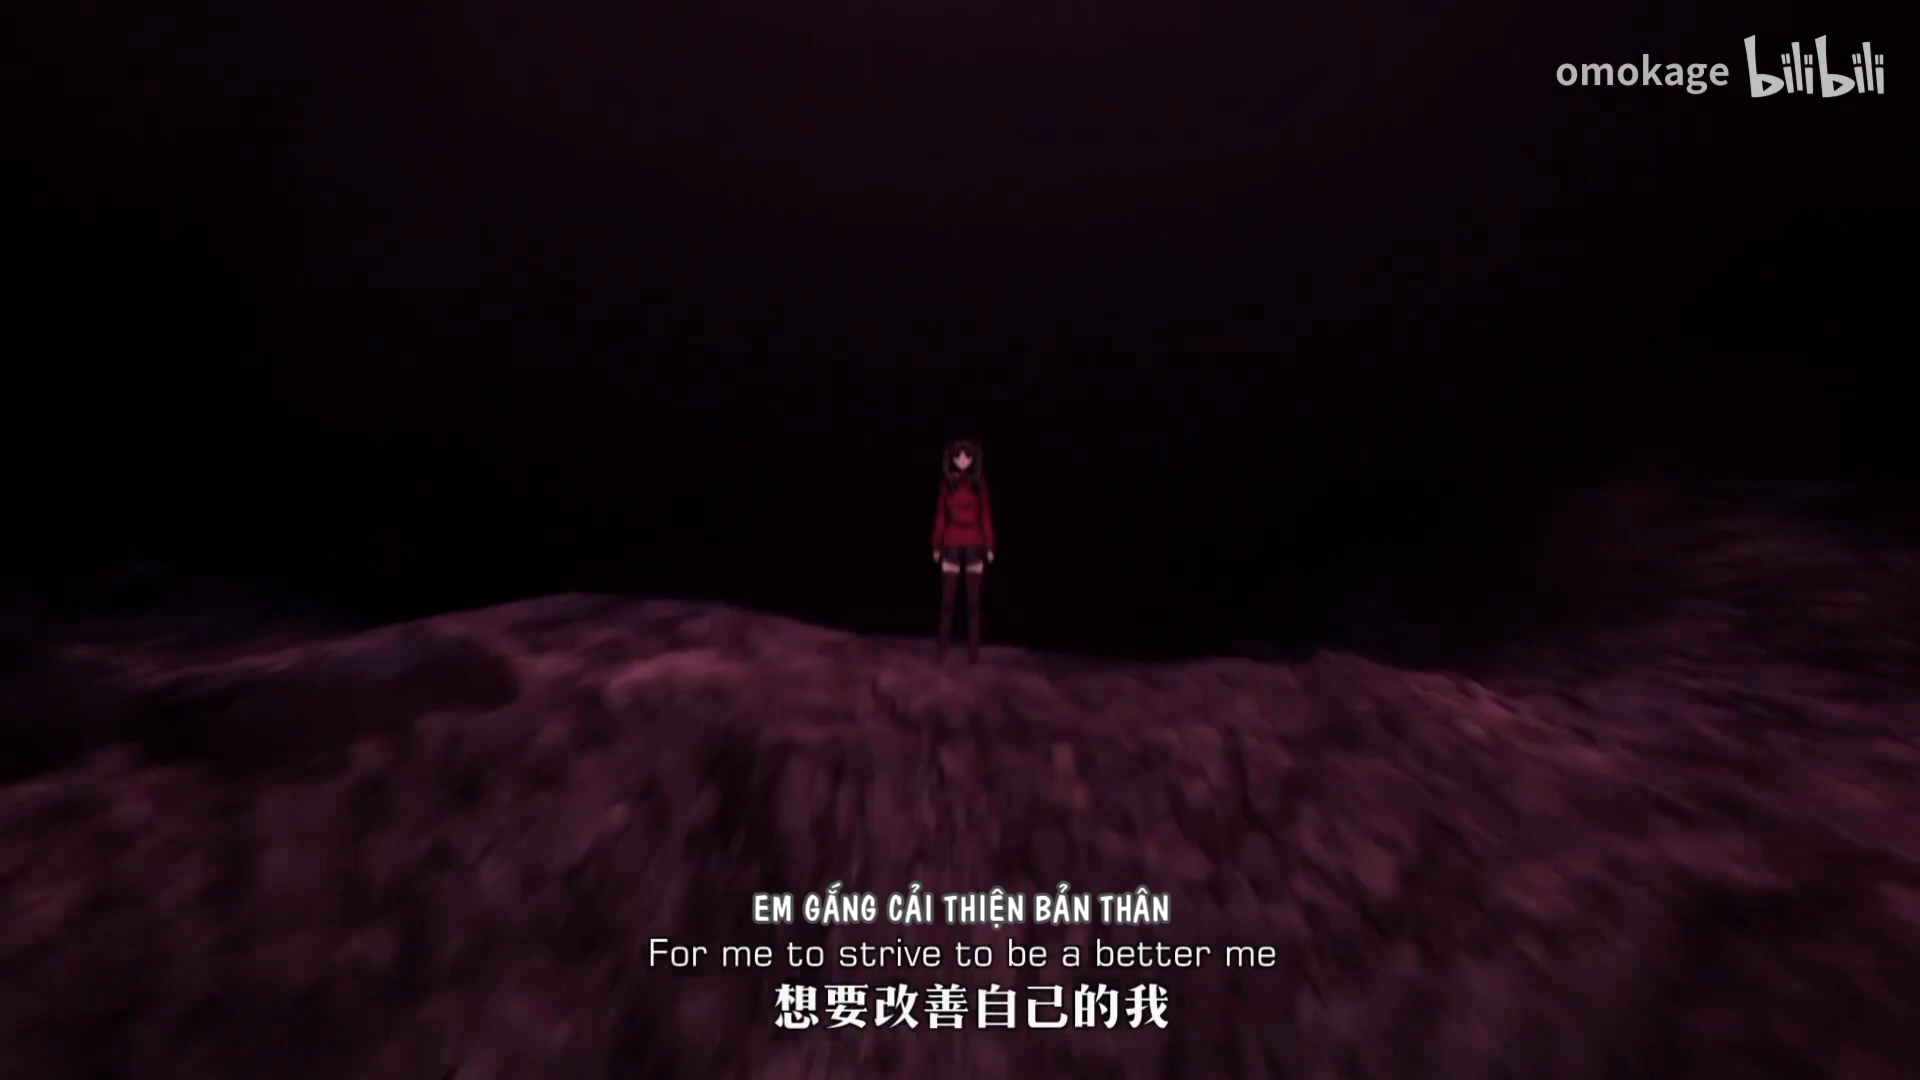 omokage bilibili
EM GẮNG CẢI THIỆN BẢN THÂN
For me to strive to be a better me
想要改善自己的我